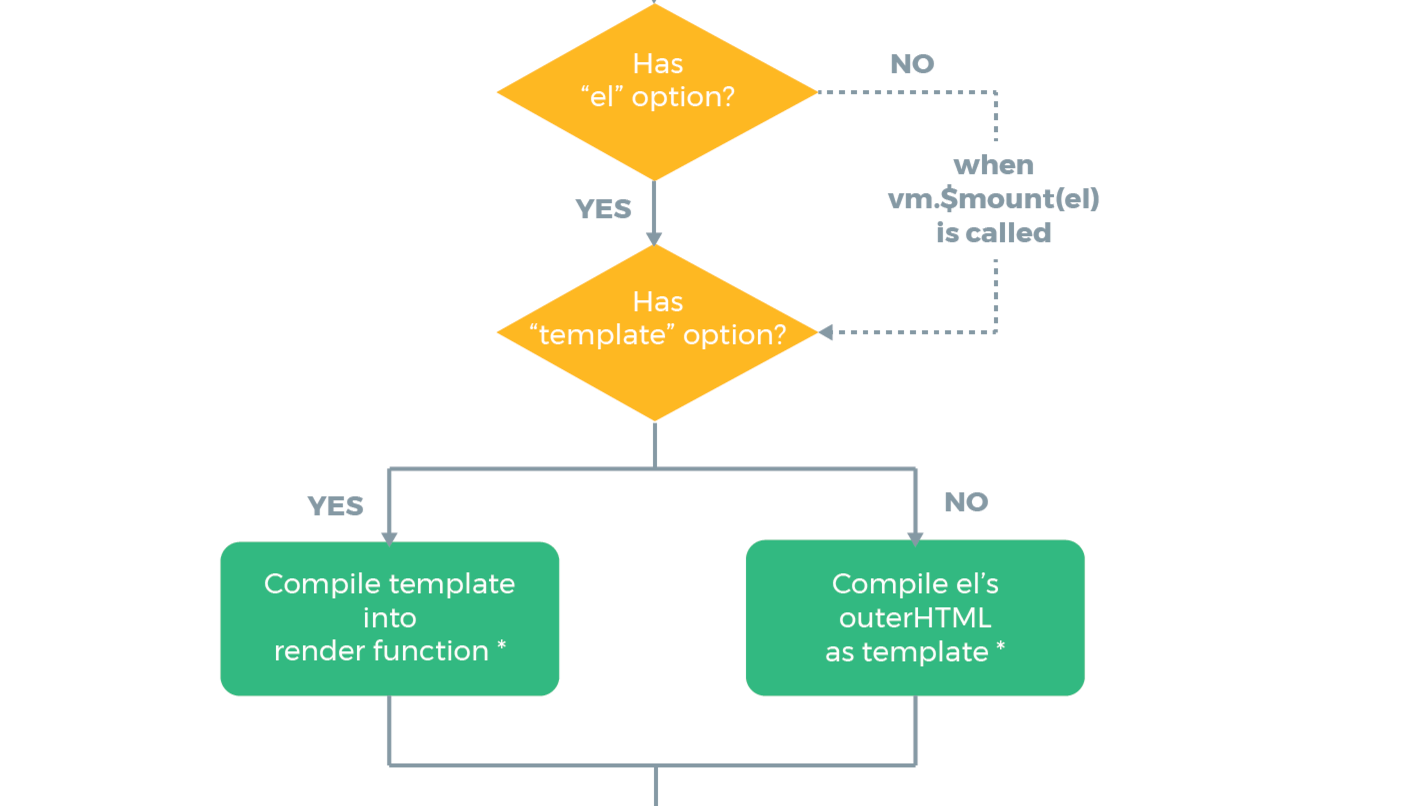 Has
“el” option?
NO
when
vm.$mount(el)
is called
YES
Has
“template” option?
YES
NO
Compile template
into
render function *
Compile el’s
outerHTML
as template *